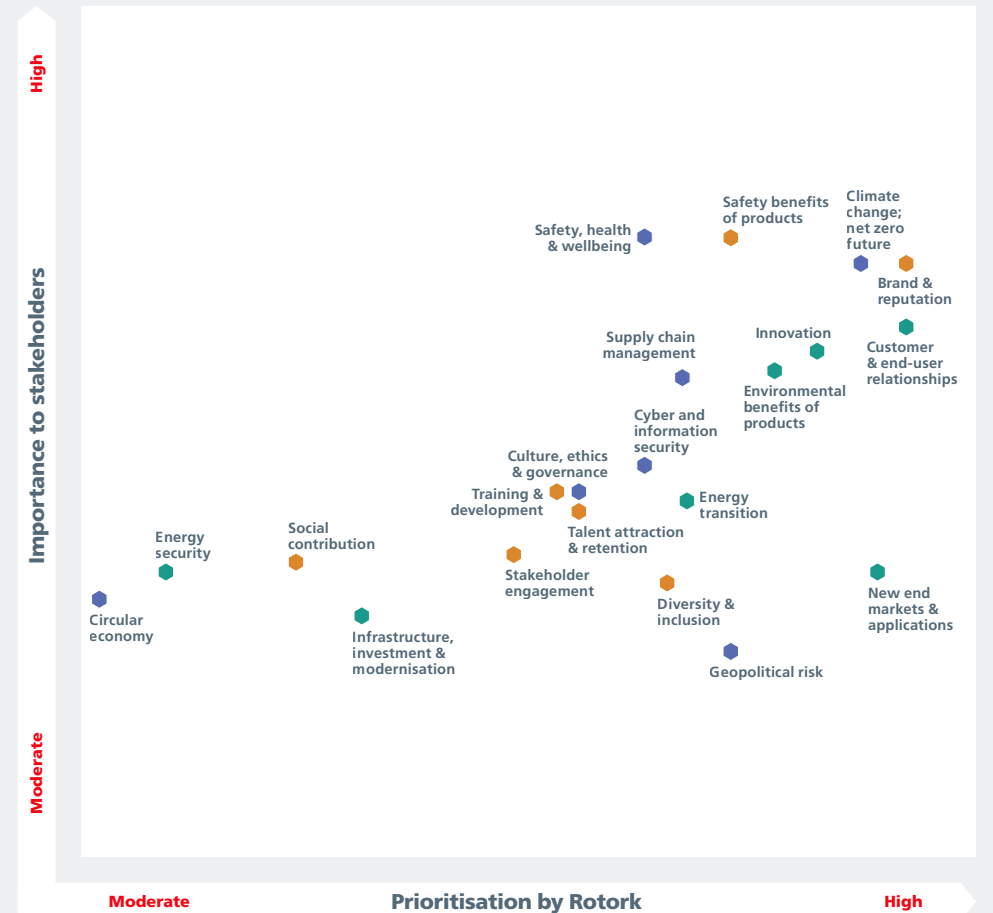 High
Importance to stakeholders
Moderate
Climate
change;
net zero
future
Safety benefits
of products
Safety, health
& wellbeing
Brand &
reputation
Innovation
Supply chain
management
Customer
& end-user
relationships
Environmental
benefits of
products
Cyber and
information
security
Culture, ethics
& governance
Training &
development
Energy
transition
Talent attraction
& retention
Social
contribution
Energy
security
Stakeholder
engagement
Diversity &
inclusion
New end
markets &
applications
Circular
economy
Infrastructure,
investment &
modernisation
Geopolitical risk
Moderate
Prioritisation by Rotork
High